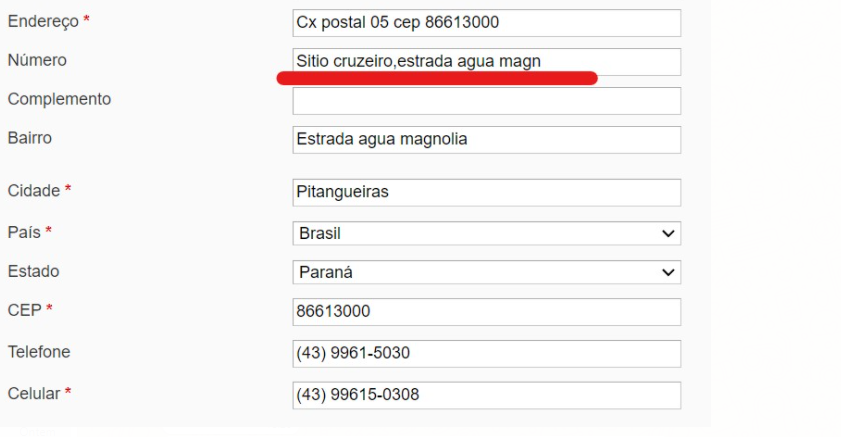 Endereço * Cx postal 05 cep 86613000
Número Sitio cruzeiro,estrada agua magn
Complemento
Bairro Estrada agua magnolia
Cidade * Pitangueiras
País * Brasil
Estado Paraná
CEP * 86613000
Telefone (43) 9961-5030
Celular * (43) 99615-0308